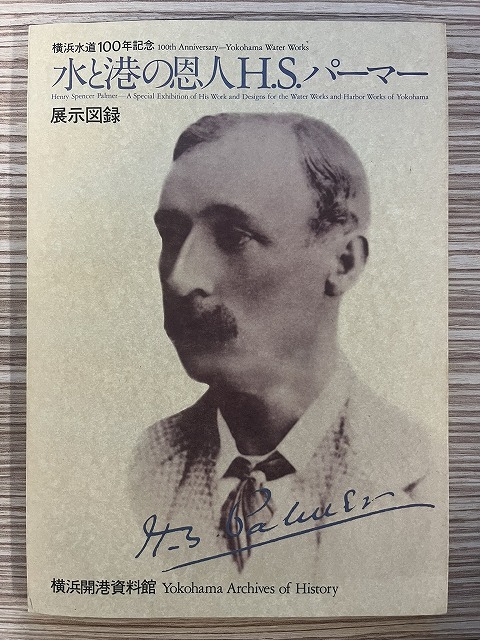 横浜水道100年記念 100th Anniversary—Yokohama Water Works
水と港の恩人H.S.パーマー
Henry Spencer Palmer—A Special Exhibition of His Work and Designs for the Water Works and Harbor Works of Yokohama
展示図録
H.S. Palmer
横浜開港資料館 Yokohama Archives of History